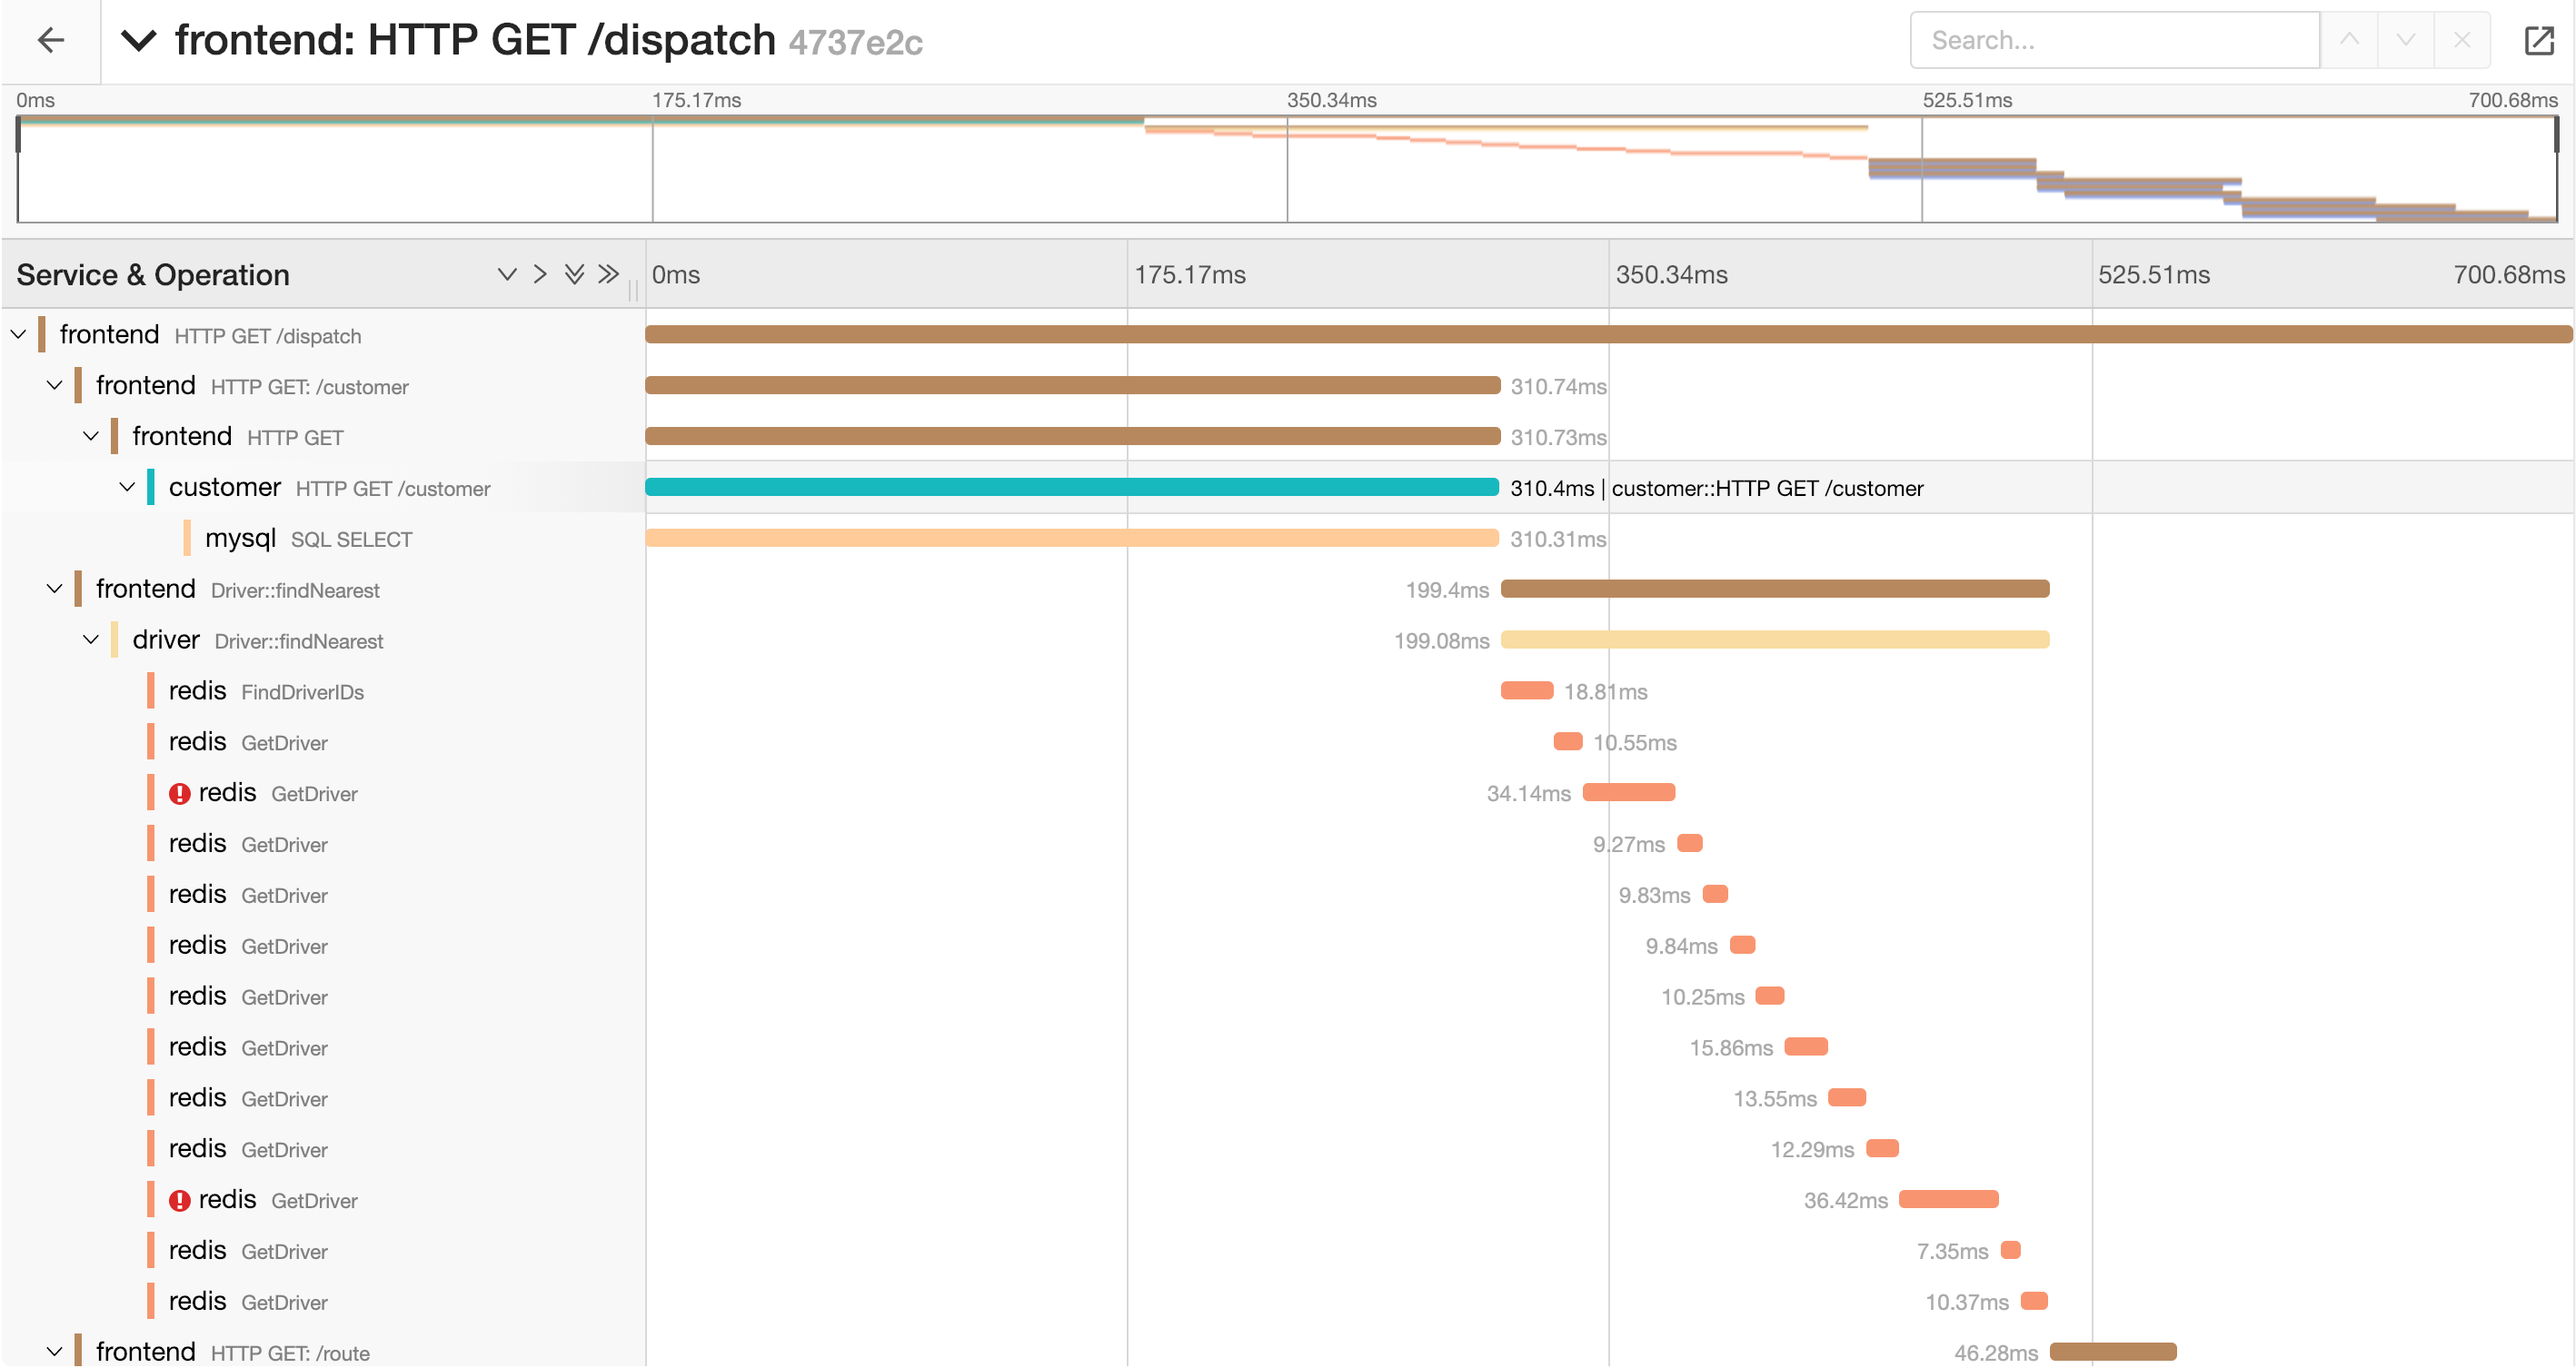 frontend: HTTP GET /dispatch 4737e2c Search...
0ms 175.17ms 350.34ms 525.51ms 700.68ms
Service & Operation 0ms 175.17ms 350.34ms 525.51ms 700.68ms
frontend HTTP GET /dispatch
frontend HTTP GET: /customer 310.74ms
frontend HTTP GET 310.73ms
customer HTTP GET /customer 310.4ms | customer::HTTP GET /customer
mysql SQL SELECT 310.31ms
frontend Driver::findNearest 199.4ms
driver Driver::findNearest 199.08ms
redis FindDriverIDs 18.81ms
redis GetDriver 10.55ms
redis GetDriver 34.14ms
redis GetDriver 9.27ms
redis GetDriver 9.83ms
redis GetDriver 9.84ms
redis GetDriver 10.25ms
redis GetDriver 15.86ms
redis GetDriver 13.55ms
redis GetDriver 12.29ms
redis GetDriver 36.42ms
redis GetDriver 7.35ms
redis GetDriver 10.37ms
frontend HTTP GET: /route 46.28ms